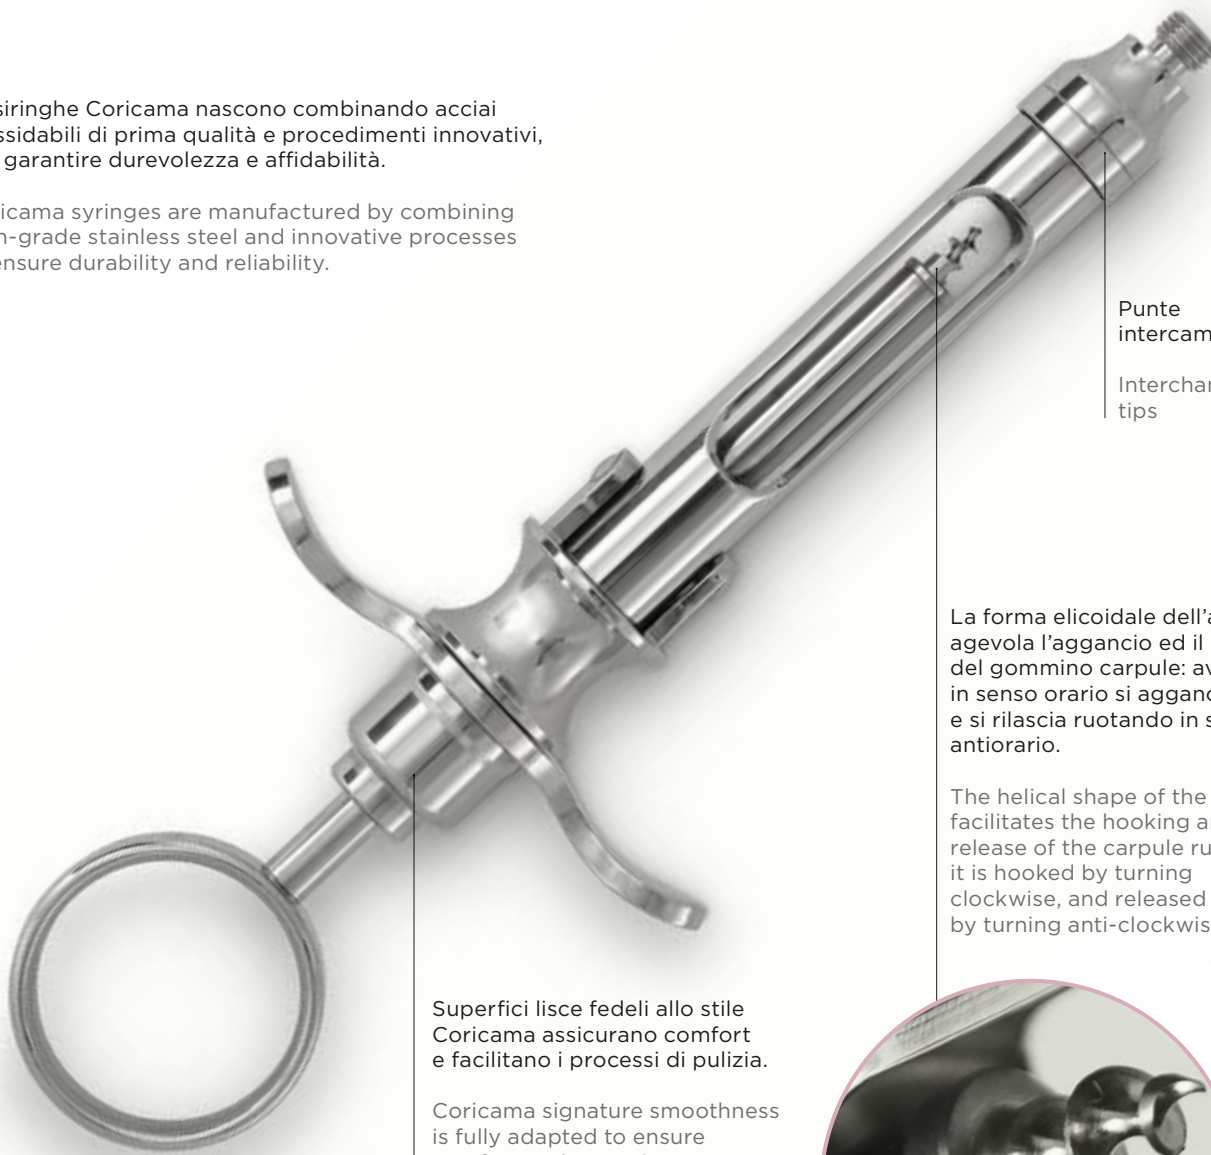 siringhe Coricama nascono combinando acciai
ssidabili di prima qualità e procedimenti innovativi,
garantire durevolezza e affidabilità.
icama syringes are manufactured by combining
n-grade stainless steel and innovative processes
ensure durability and reliability.
Punte
intercam
Interchan
tips
La forma elicoidale dell'a
agevola l'aggancio ed il
del gommino carpule: av
in senso orario si agganc
e si rilascia ruotando in s
antiorario.
The helical shape of the
facilitates the hooking a
release of the carpule ru
it is hooked by turning
clockwise, and released
by turning anti-clockwis
Superfici lisce fedeli allo stile
Coricama assicurano comfort
e facilitano i processi di pulizia.
Coricama signature smoothness
is fully adapted to ensure